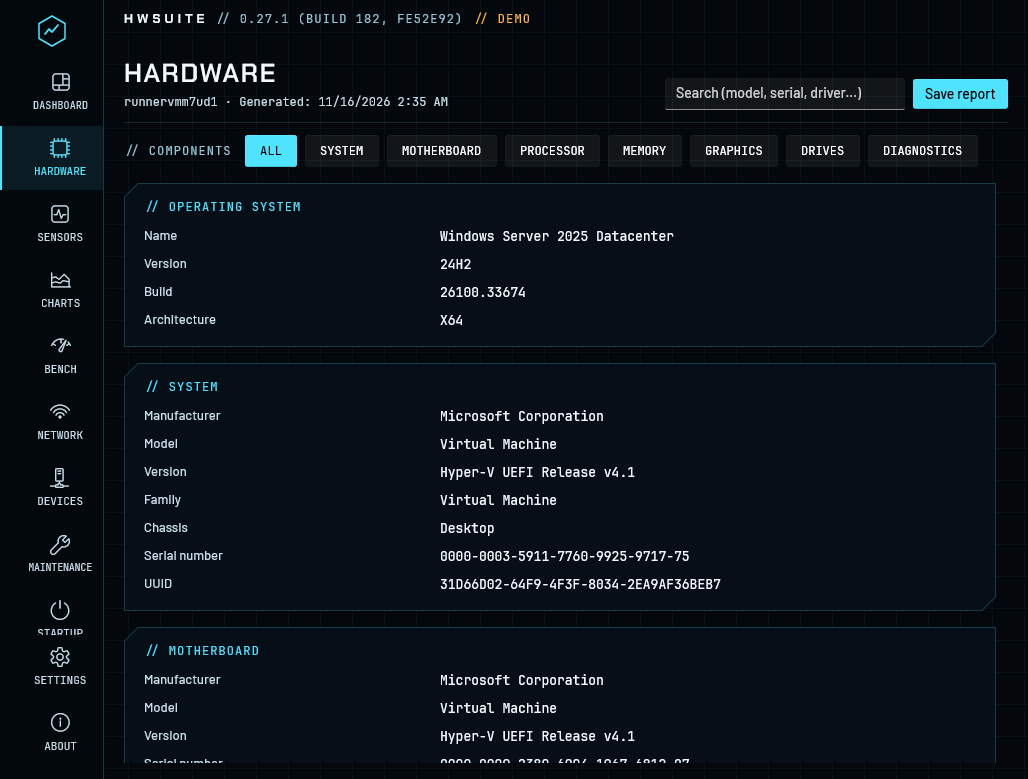 HWSUITE // 0.27.1 (BUILD 182, FE52E92) // DEMO
DASHBOARD
HARDWARE
SENSORS
CHARTS
BENCH
NETWORK
DEVICES
MAINTENANCE
STARTUP
SETTINGS
ABOUT
HARDWARE
runnervmm7ud1 · Generated: 11/16/2026 2:35 AM
Search (model, serial, driver...)
Save report
// COMPONENTS
ALL
SYSTEM
MOTHERBOARD
PROCESSOR
MEMORY
GRAPHICS
DRIVES
DIAGNOSTICS
// OPERATING SYSTEM
Name Windows Server 2025 Datacenter
Version 24H2
Build 26100.33674
Architecture X64
// SYSTEM
Manufacturer Microsoft Corporation
Model Virtual Machine
Version Hyper-V UEFI Release v4.1
Family Virtual Machine
Chassis Desktop
Serial number 0000-0003-5911-7760-9925-9717-75
UUID 31D66D02-64F9-4F3F-8034-2EA9AF36BEB7
// MOTHERBOARD
Manufacturer Microsoft Corporation
Model Virtual Machine
Version Hyper-V UEFI Release v4.1
Serial number